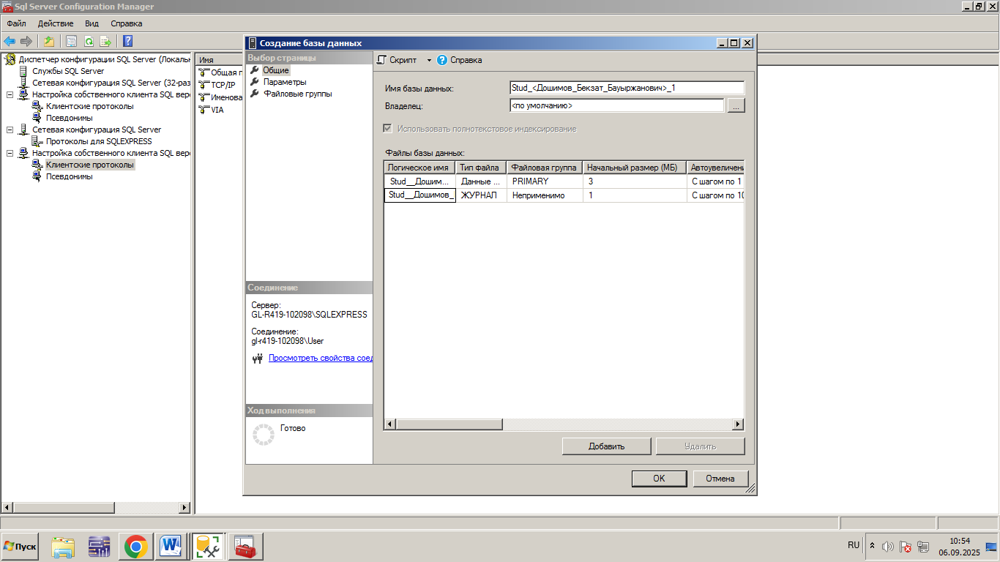 Sql Server Configuration Manager
Файл Действие Вид Справка
Диспетчер конфигурации SQL Server (Локальн
Службы SQL Server
Сетевая конфигурация SQL Server (32-раз
Настройка собственного клиента SQL вер
Клиентские протоколы
Псевдонимы
Сетевая конфигурация SQL Server
Протоколы для SQLEXPRESS
Настройка собственного клиента SQL вер
Клиентские протоколы
Псевдонимы
Имя
Общая п
TCP/IP
Именова
VIA
Создание базы данных
Выбор страницы
Общие
Параметры
Файловые группы
Скрипт Справка
Имя базы данных: Stud_<Дошимов_Бекзат_Бауыржанович>_1
Владелец: <по умолчанию> ...
Использовать полнотекстовое индексирование
Файлы базы данных:
Логическое имя Тип файла Файловая группа Начальный размер (МБ) Автоувеличени
Stud__Дошим... Данные ... PRIMARY 3 С шагом по 1
Stud__Дошимов_ ЖУРНАЛ Неприменимо 1 С шагом по 10
Соединение
Сервер:
GL-R419-102098\SQLEXPRESS
Соединение:
gl-r419-102098\User
Просмотреть свойства соед
Ход выполнения
Готово
Добавить Удалить
OK Отмена
Пуск
RU
10:54
06.09.2025